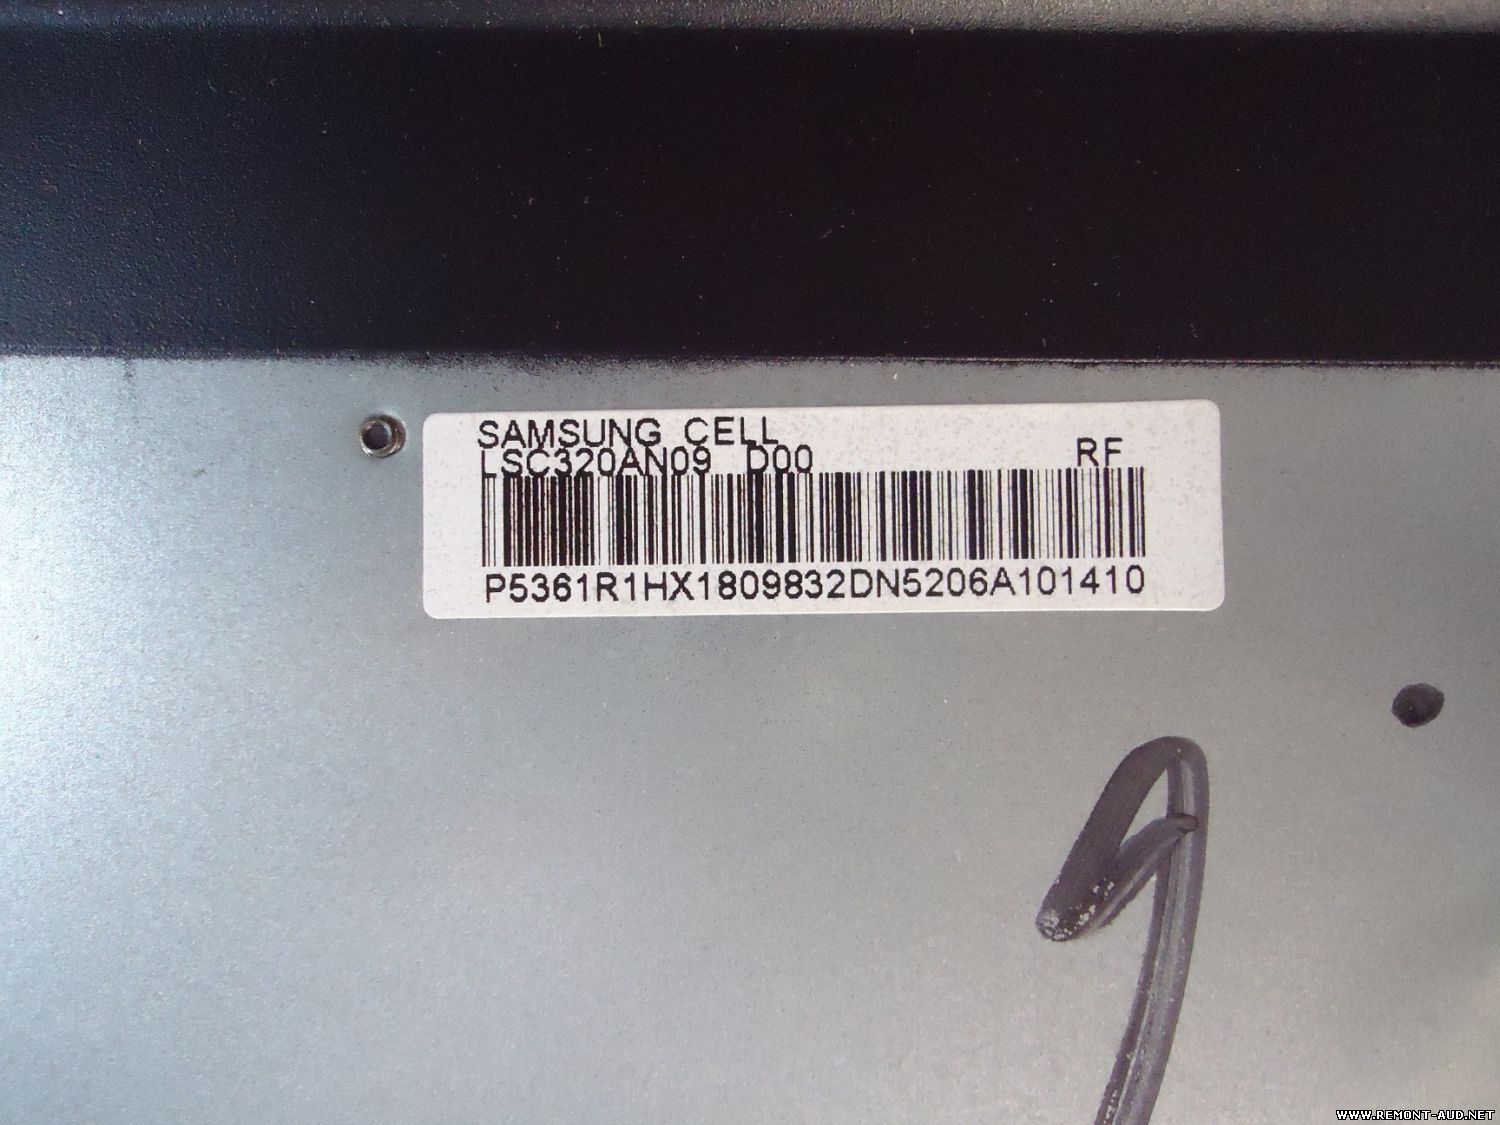 SAMSUNG CELL
LSC320AN09 D00 RF
P5361R1HX1809832DN5206A101410
WWW.REMONT-AUD.NET